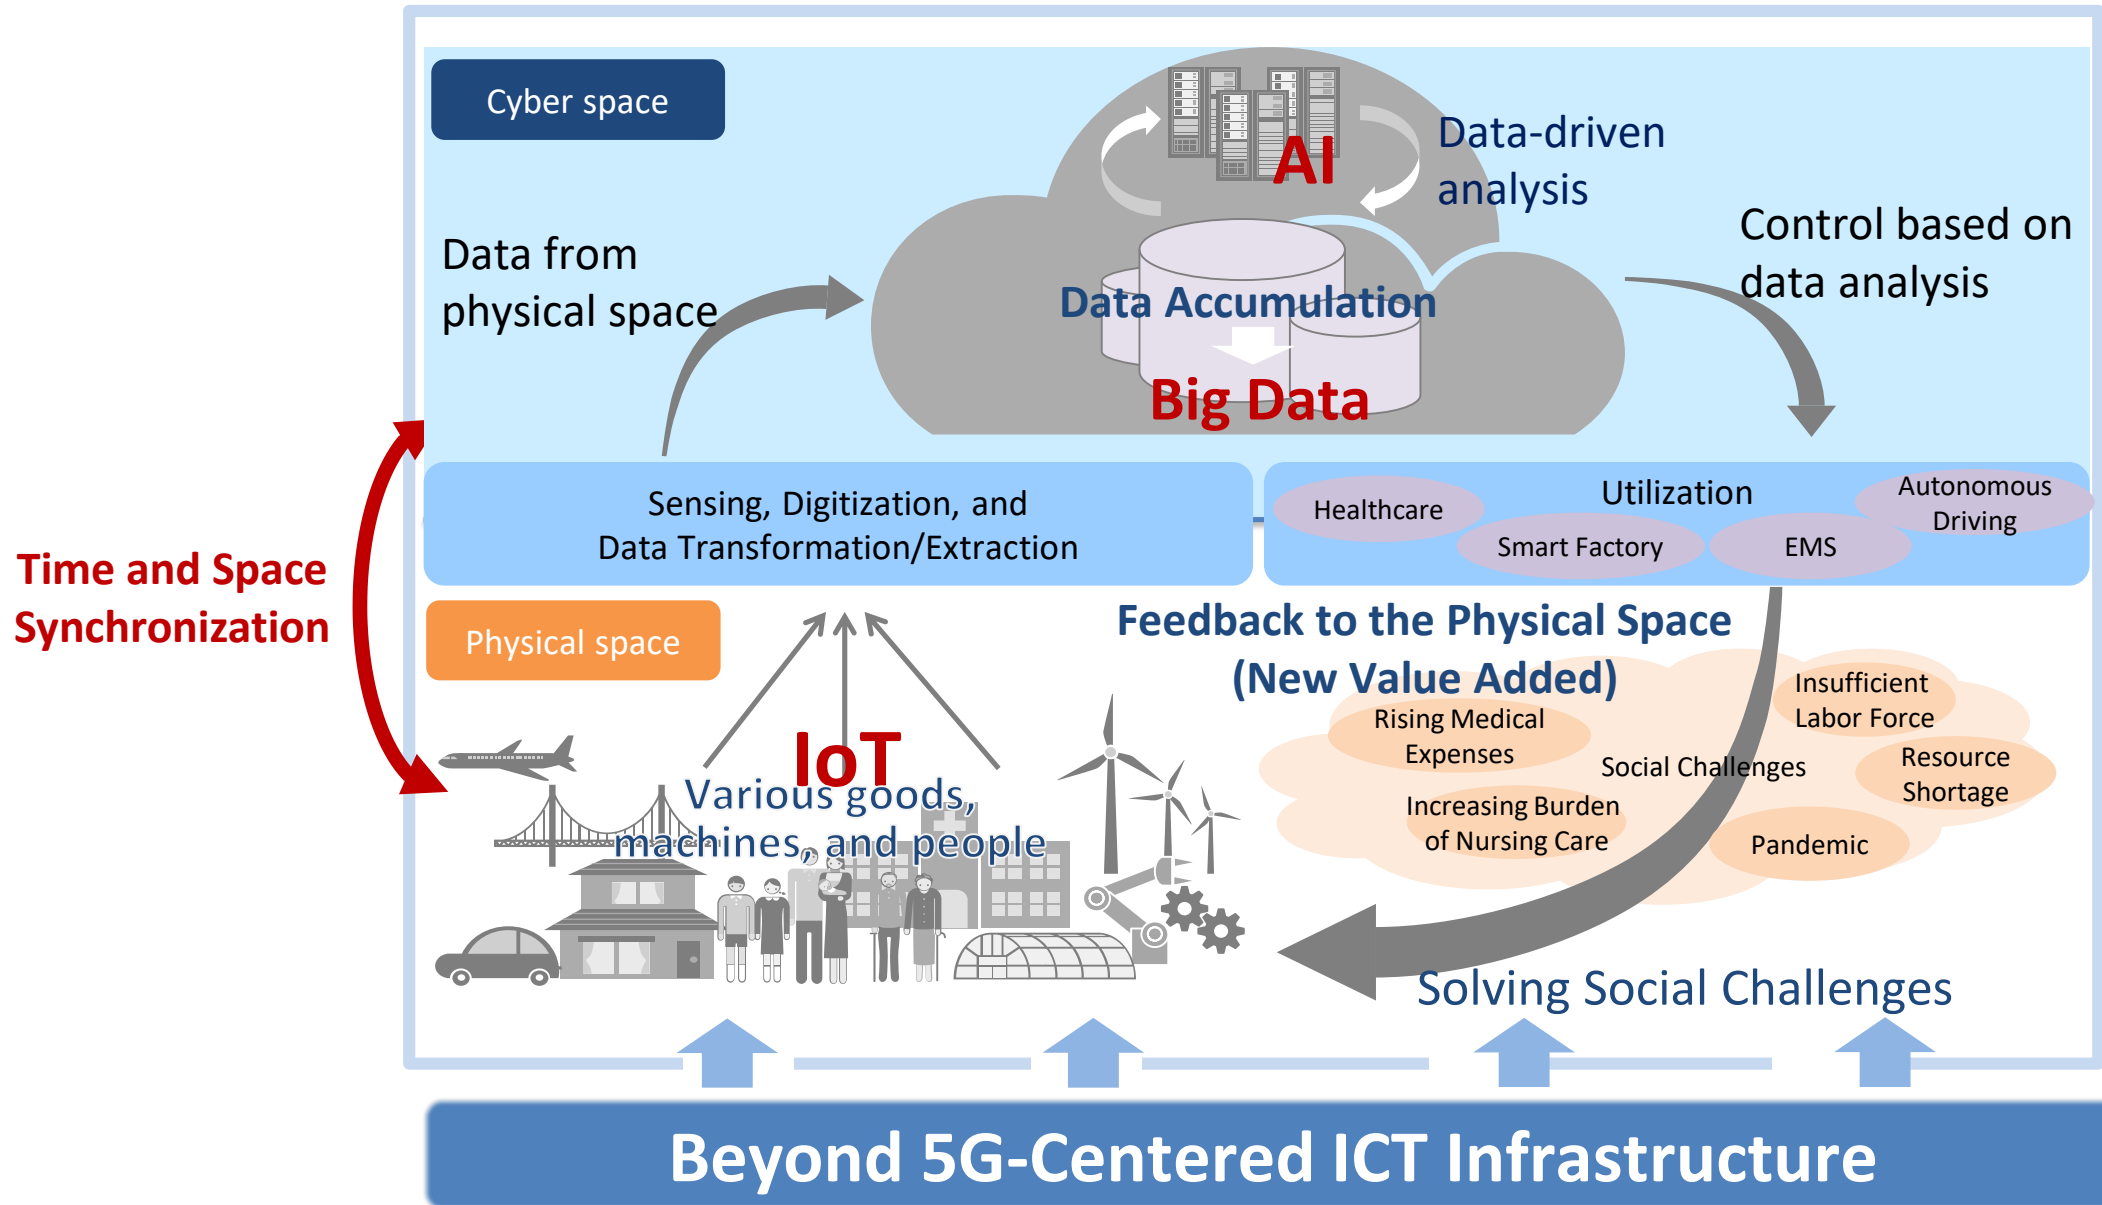 Cyber space
AI
Data-driven
analysis
Data from
physical space
Control based on
data analysis
Data Accumulation
Big Data
Sensing, Digitization, and
Data Transformation/Extraction
Utilization
Healthcare
Smart Factory
EMS
Autonomous
Driving
Time and Space
Synchronization
Physical space
Feedback to the Physical Space
(New Value Added)
IoT
Various goods,
machines, and people
Rising Medical
Expenses
Insufficient
Labor Force
Social Challenges
Resource
Shortage
Increasing Burden
of Nursing Care
Pandemic
Solving Social Challenges
Beyond 5G-Centered ICT Infrastructure